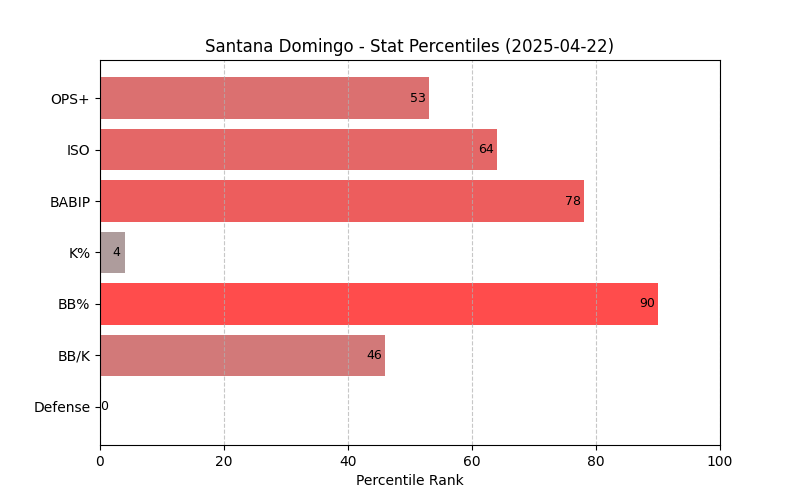 Santana Domingo - Stat Percentiles (2025-04-22)
OPS+ 53
ISO 64
BABIP 78
K% 4
BB% 90
BB/K 46
Defense 0
0 20 40 60 80 100
Percentile Rank